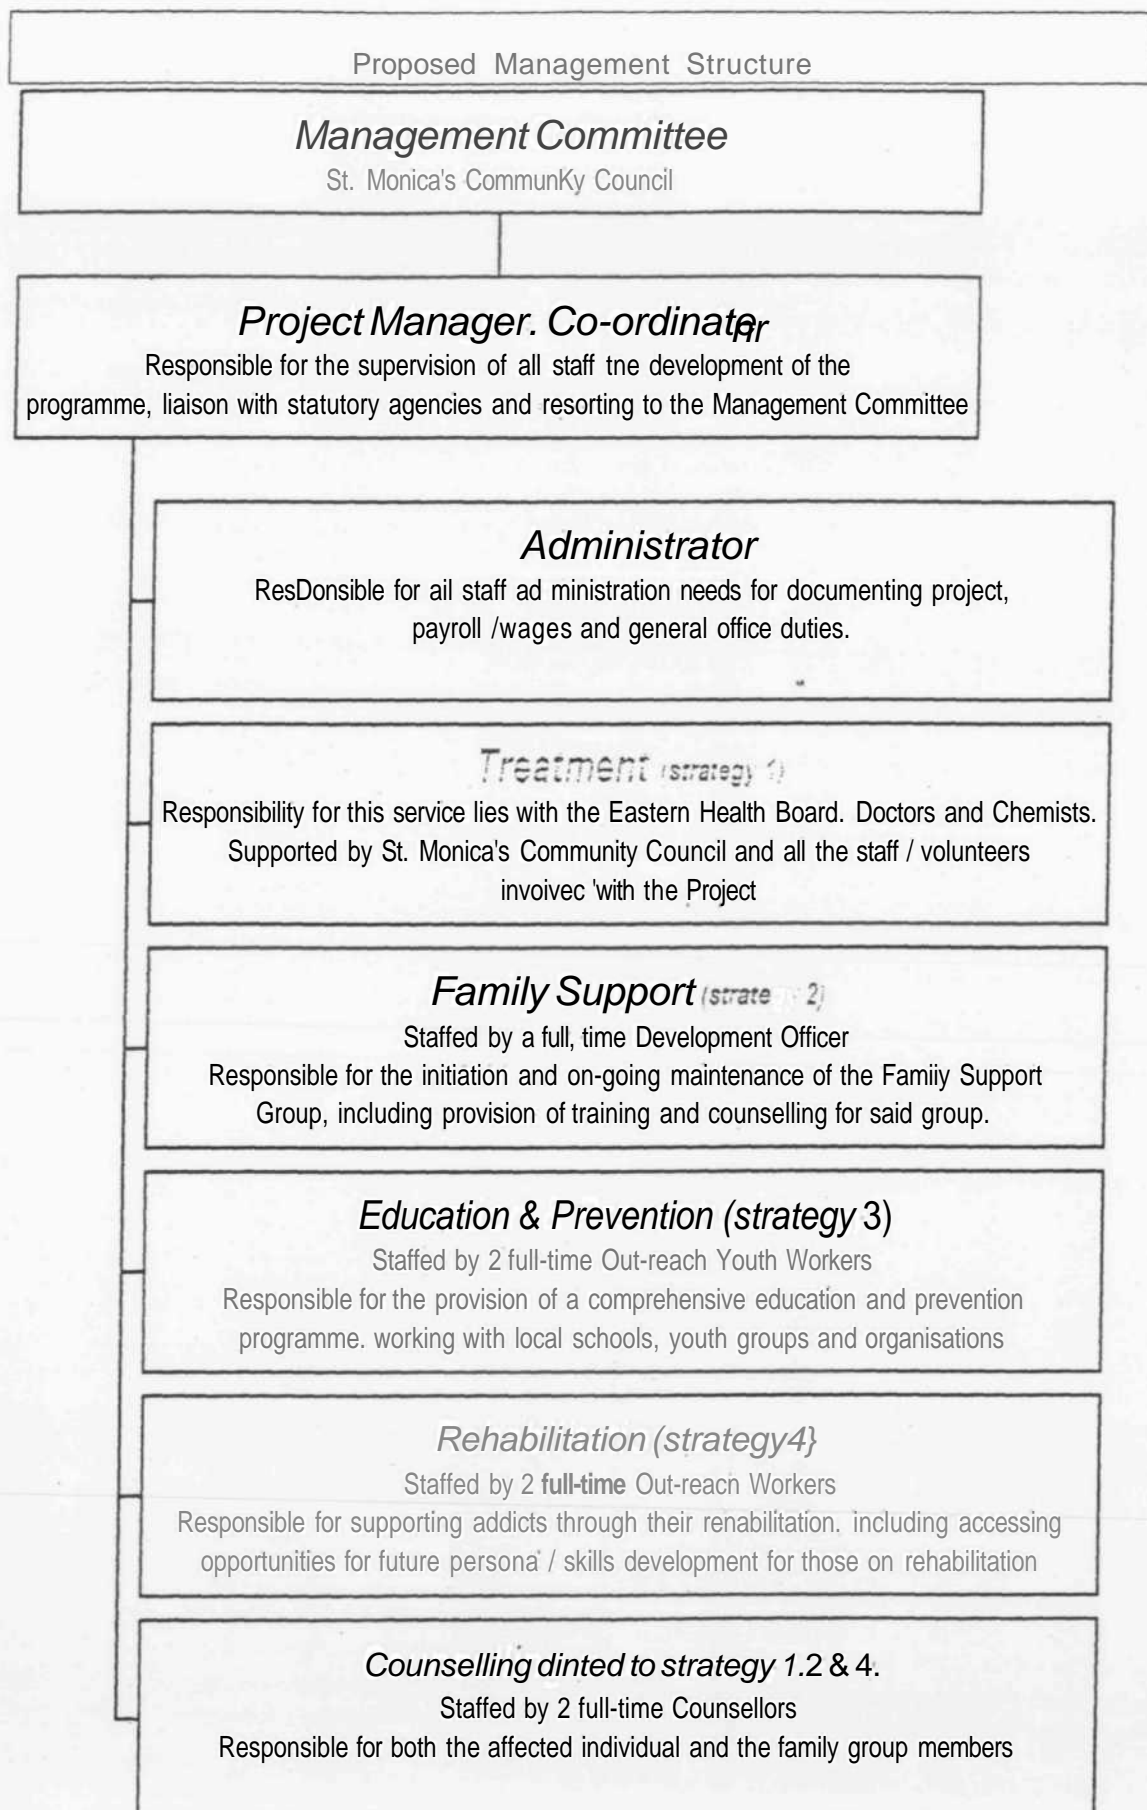 Proposed Management Structure
Management Committee
St. Monica's CommunKy Council
Project Manager. Co-ordinate
Responsible for the supervision of all staff tne development of the
programme, liaison with statutory agencies and resorting to the Management Committee
Administrator
ResDonsible for ail staff ad ministration needs for documenting project,
payroll /wages and general office duties.
Treatment (strategy 1)
Responsibility for this service lies with the Eastern Health Board. Doctors and Chemists.
Supported by St. Monica's Community Council and all the staff / volunteers
invoivec 'with the Project
Family Support (strate 2)
Staffed by a full, time Development Officer
Responsible for the initiation and on-going maintenance of the Famiiy Support
Group, including provision of training and counselling for said group.
Education & Prevention (strategy 3)
Staffed by 2 full-time Out-reach Youth Workers
Responsible for the provision of a comprehensive education and prevention
programme. working with local schools, youth groups and organisations
Rehabilitation (strategy4}
Staffed by 2 full-time Out-reach Workers
Responsible for supporting addicts through their renabilitation. including accessing
opportunities for future persona / skills development for those on rehabilitation
Counselling dinted to strategy 1.2 & 4.
Staffed by 2 full-time Counsellors
Responsible for both the affected individual and the family group members